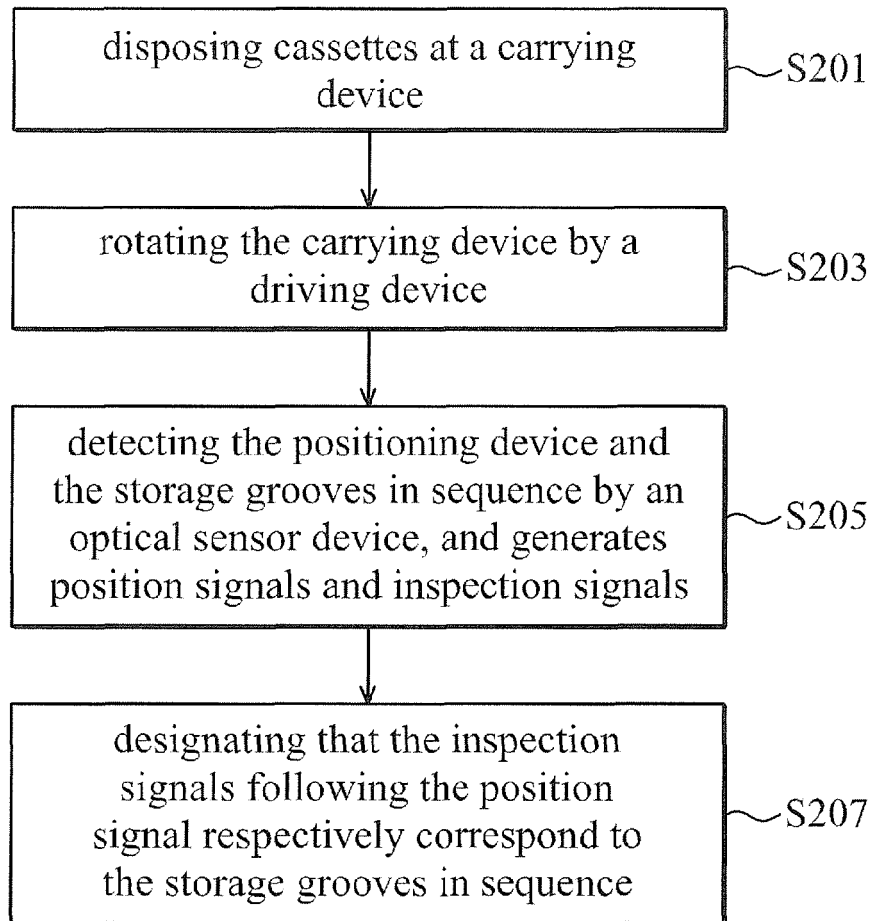 disposing cassettes at a carrying
device
S201
rotating the carrying device by a
driving device
S203
detecting the positioning device and
the storage grooves in sequence by an
optical sensor device, and generates
position signals and inspection signals
S205
designating that the inspection
signals following the position
signal respectively correspond to
the storage grooves in sequence
S207